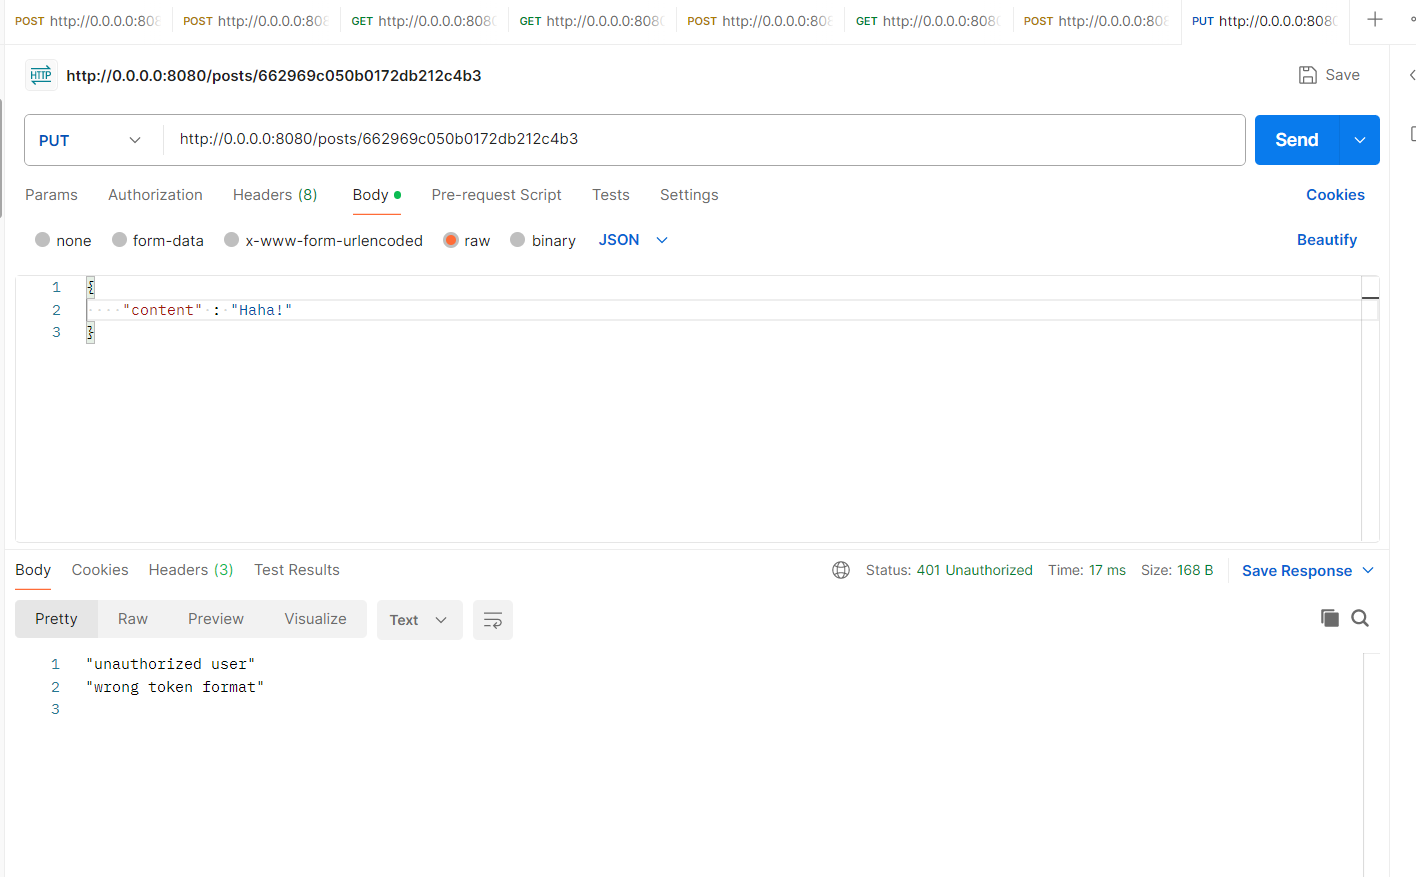 POST http://0.0.0.0:808 POST http://0.0.0.0:808 GET http://0.0.0.0:8080 GET http://0.0.0.0:8080 POST http://0.0.0.0:808 GET http://0.0.0.0:8080 POST http://0.0.0.0:808 PUT http://0.0.0.0:8080
HTTP http://0.0.0.0:8080/posts/662969c050b0172db212c4b3 Save
PUT http://0.0.0.0:8080/posts/662969c050b0172db212c4b3 Send
Params Authorization Headers (8) Body Pre-request Script Tests Settings Cookies
none form-data x-www-form-urlencoded raw binary JSON Beautify
1 {
2 "content" : "Haha!"
3 }
Body Cookies Headers (3) Test Results Status: 401 Unauthorized Time: 17 ms Size: 168 B Save Response
Pretty Raw Preview Visualize Text
1 "unauthorized user"
2 "wrong token format"
3